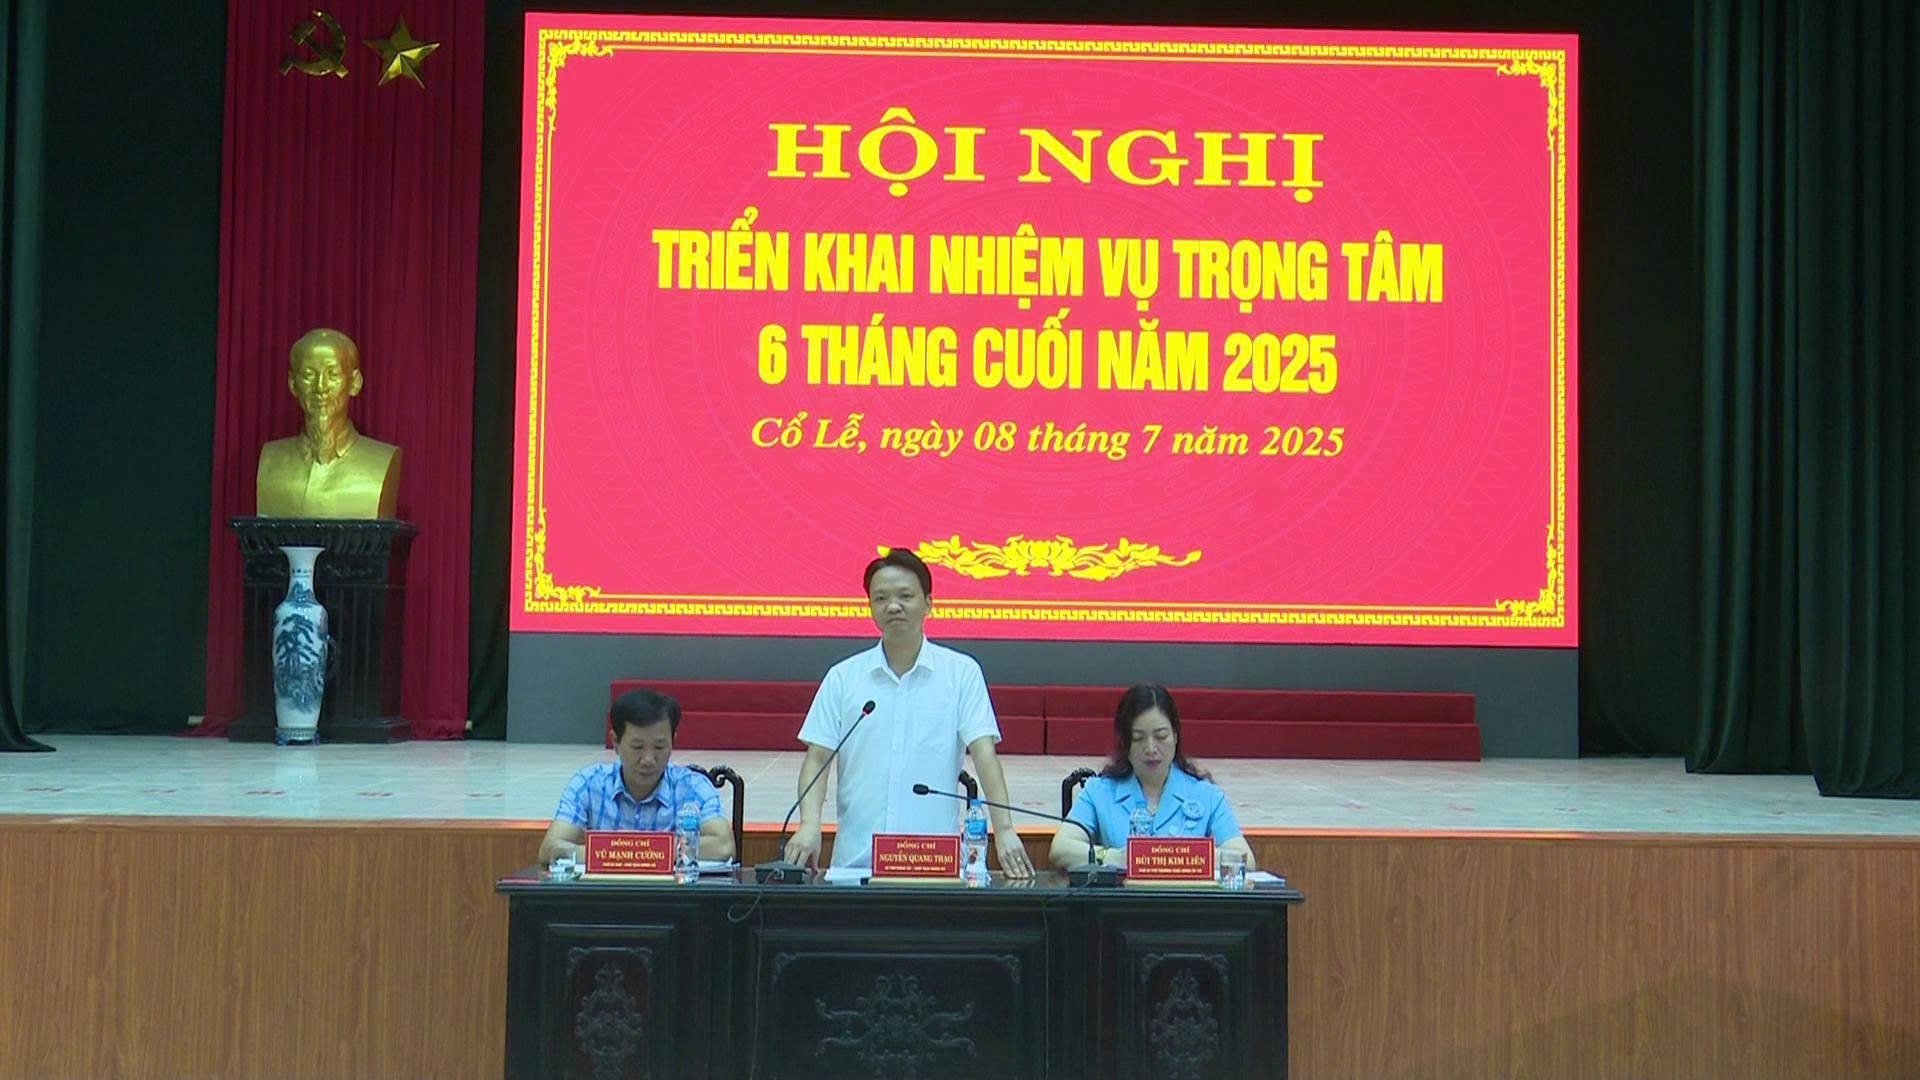 HỘI NGHỊ
TRIỂN KHAI NHIỆM VỤ TRỌNG TÂM
6 THÁNG CUỐI NĂM 2025
Cổ Lễ, ngày 08 tháng 7 năm 2025
ĐỒNG CHÍ
VŨ MẠNH CƯỜNG
ĐỒNG CHÍ
NGUYỄN QUANG THẠO
ĐỒNG CHÍ
BÙI THỊ KIM LIÊN